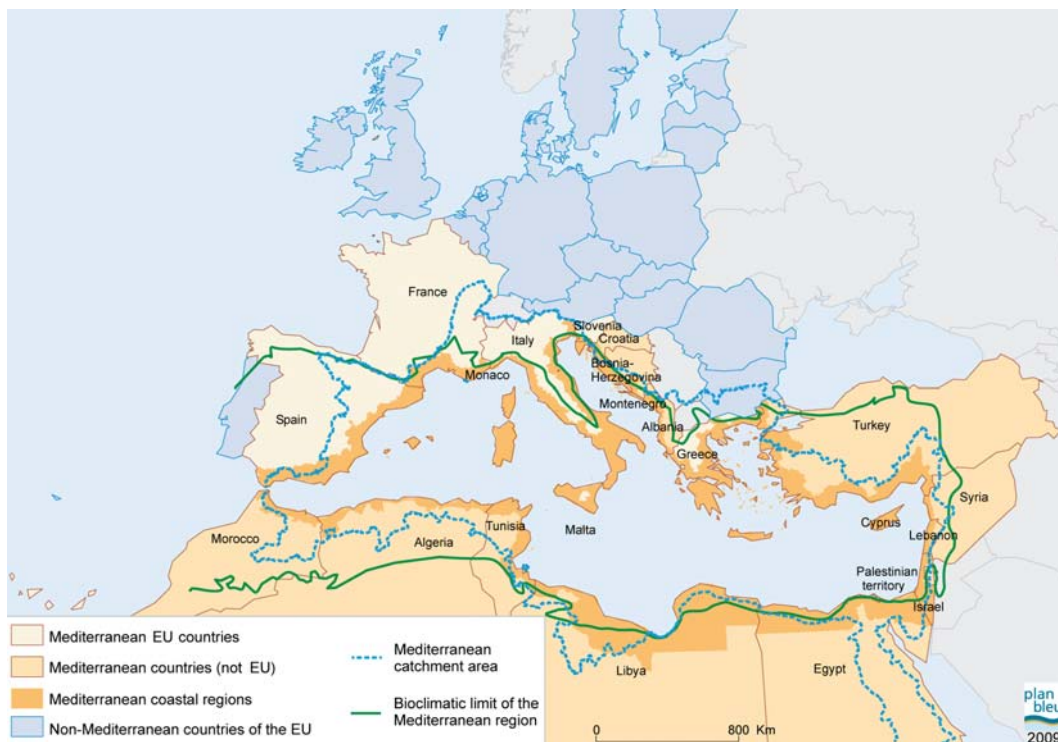 France
Slovenia
Croatia
Italy
Bosnia-
Herzegovina
Monaco
Montenegro
Spain
Albania
Turkey
Greece
Syria
Cyprus
Tunisia
Malta
Lebanon
Morocco
Algeria
Palestinian
territory
Israel
Libya
Egypt
Mediterranean EU countries
Mediterranean countries (not EU)
Mediterranean coastal regions
Non-Mediterranean countries of the EU
Mediterranean
catchment area
Bioclimatic limit of the
Mediterranean region
0 800 Km
plan
bleu
2009